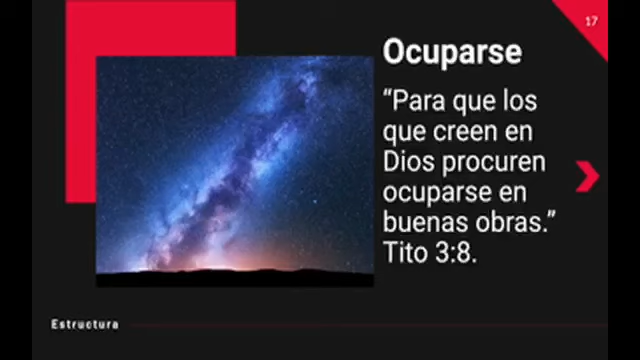 17
Ocuparse
“Para que los
que creen en
Dios procuren
ocuparse en
buenas obras.”
Tito 3:8.
Estructura